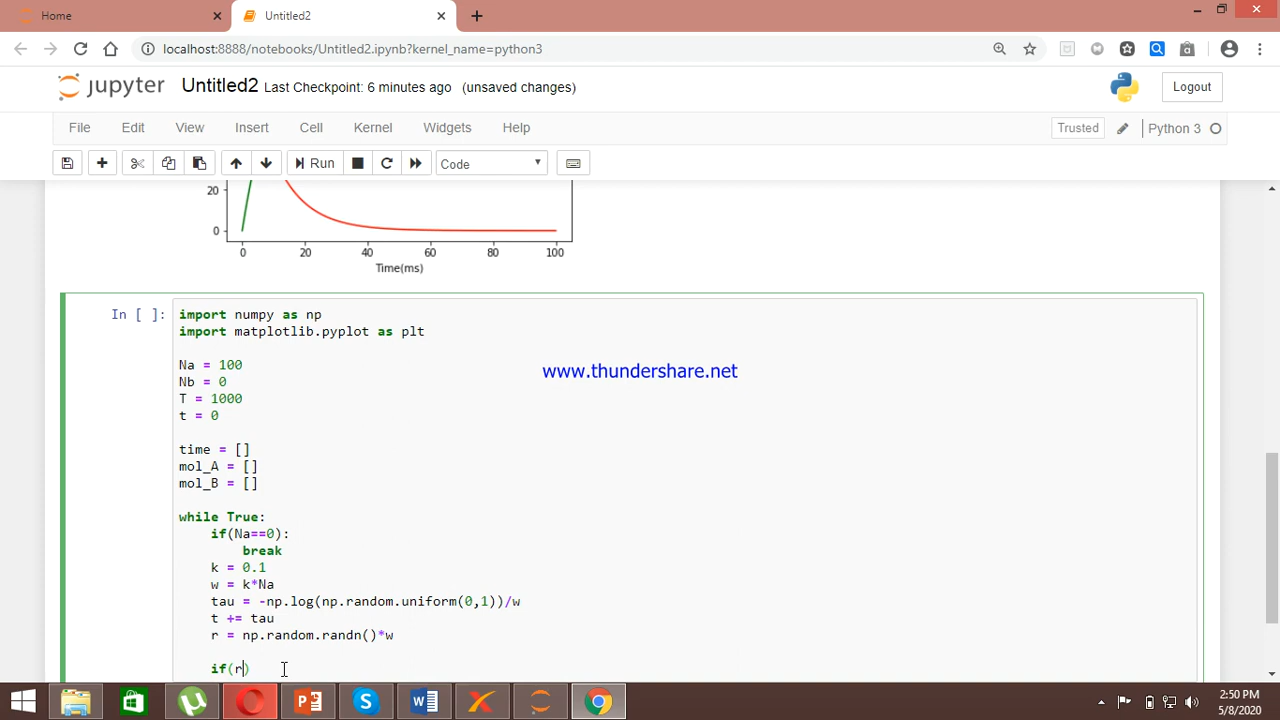 Home
Untitled2
localhost:8888/notebooks/Untitled2.ipynb?kernel_name=python3
jupyter Untitled2 Last Checkpoint: 6 minutes ago (unsaved changes)
Logout
File Edit View Insert Cell Kernel Widgets Help
Trusted Python 3
Run Code
20
0
0 20 40 60 80 100
Time(ms)
In [ ]:
import numpy as np
import matplotlib.pyplot as plt
www.thundershare.net
Na = 100
Nb = 0
T = 1000
t = 0
time = []
mol_A = []
mol_B = []
while True:
if(Na==0):
break
k = 0.1
w = k*Na
tau = -np.log(np.random.uniform(0,1))/w
t += tau
r = np.random.randn()*w
if(r)
2:50 PM
5/8/2020